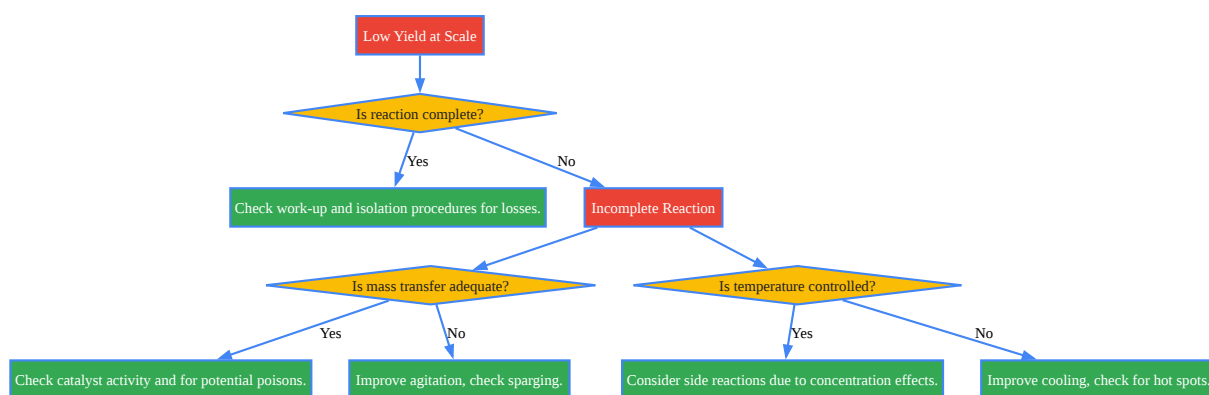 Low Yield at Scale
Is reaction complete?
Yes
No
Check work-up and isolation procedures for losses.
Incomplete Reaction
Is mass transfer adequate?
Is temperature controlled?
Yes
No
Yes
No
Check catalyst activity and for potential poisons.
Improve agitation, check sparging.
Consider side reactions due to concentration effects.
Improve cooling, check for hot spots.